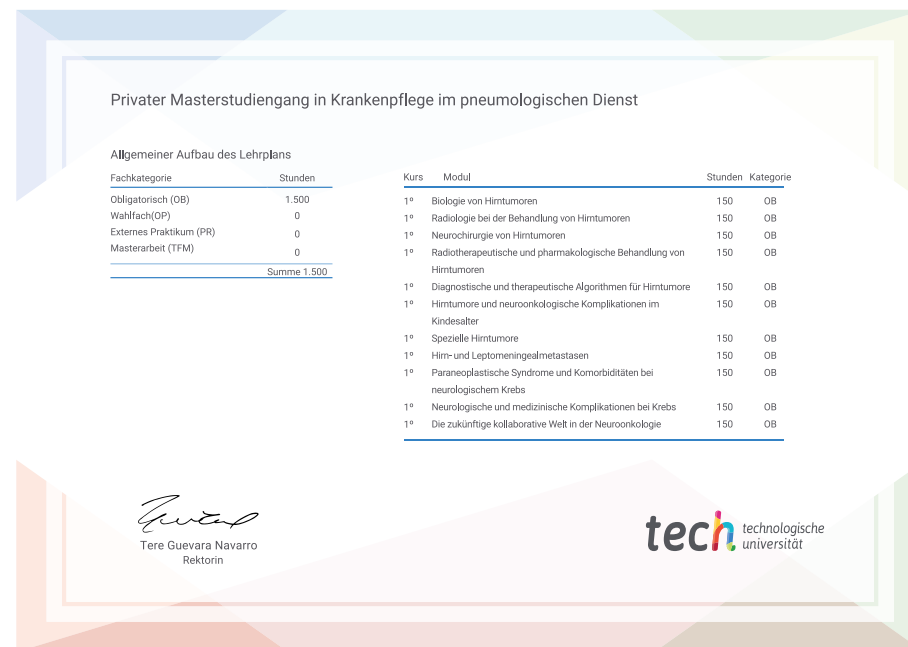 Privater Masterstudiengang in Krankenpflege im pneumologischen Dienst
Allgemeiner Aufbau des Lehrplans
Fachkategorie Stunden
Obligatorisch (OB) 1.500
Wahlfach(OP) 0
Externes Praktikum (PR) 0
Masterarbeit (TFM) 0
Summe 1.500
Kurs Modul Stunden Kategorie
1º Biologie von Hirntumoren 150 OB
1º Radiologie bei der Behandlung von Hirntumoren 150 OB
1º Neurochirurgie von Hirntumoren 150 OB
1º Radiotherapeutische und pharmakologische Behandlung von 150 OB
Hirntumoren
1º Diagnostische und therapeutische Algorithmen für Hirntumore 150 OB
1º Hirntumore und neuroonkologische Komplikationen im 150 OB
Kindesalter
1º Spezielle Hirntumore 150 OB
1º Hirn- und Leptomeningealmetastasen 150 OB
1º Paraneoplastische Syndrome und Komorbiditäten bei 150 OB
neurologischem Krebs
1º Neurologische und medizinische Komplikationen bei Krebs 150 OB
1º Die zukünftige kollaborative Welt in der Neuroonkologie 150 OB
Tere Guevara Navarro
Rektorin
tech technologische
universität